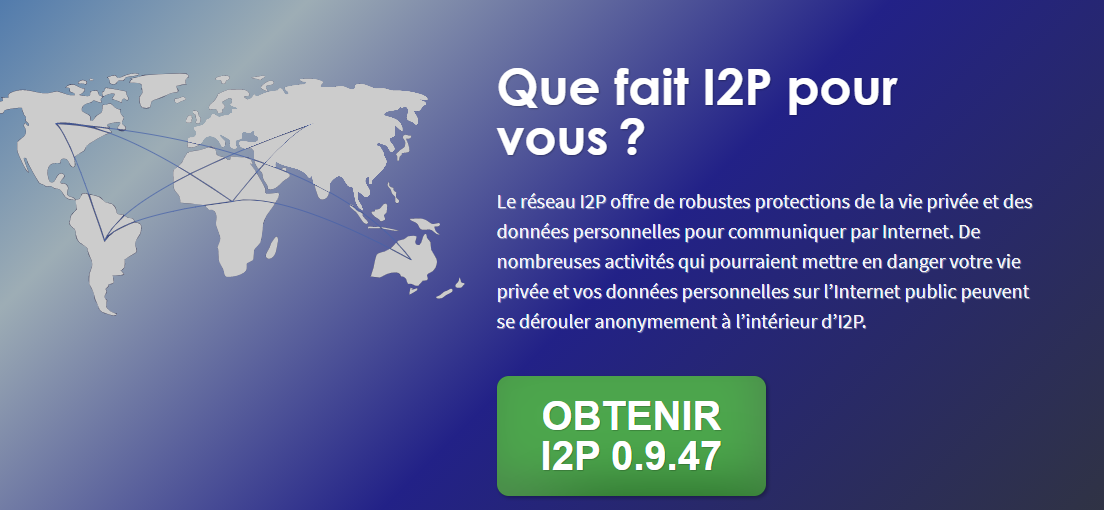 Que fait I2P pour
vous ?
Le réseau I2P offre de robustes protections de la vie privée et des
données personnelles pour communiquer par Internet. De
nombreuses activités qui pourraient mettre en danger votre vie
privée et vos données personnelles sur l’Internet public peuvent
se dérouler anonymement à l’intérieur d’I2P.
OBTENIR
I2P 0.9.47